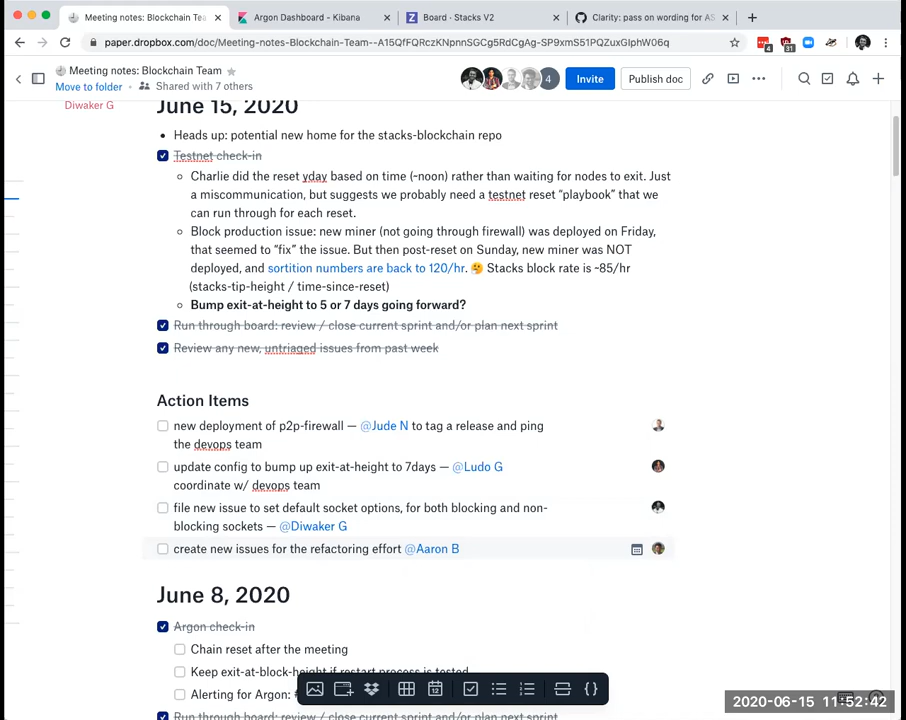 Meeting notes: Blockchain Tea
Argon Dashboard - Kibana
Board · Stacks V2
Clarity: pass on wording for AS
paper.dropbox.com/doc/Meeting-notes-Blockchain-Team--A15QfFQRczKNpnnSGCg5RdCgAg-SP9xmS51PQZuxGlphW06q
4
31
Meeting notes: Blockchain Team
Move to folder · Shared with 7 others
4
Invite
Publish doc
Diwaker G
June 15, 2020
Heads up: potential new home for the stacks-blockchain repo
Testnet check-in
Charlie did the reset yday based on time (~noon) rather than waiting for nodes to exit. Just
a miscommunication, but suggests we probably need a testnet reset “playbook” that we
can run through for each reset.
Block production issue: new miner (not going through firewall) was deployed on Friday,
that seemed to “fix” the issue. But then post-reset on Sunday, new miner was NOT
deployed, and sortition numbers are back to 120/hr. 🤔 Stacks block rate is ~85/hr
(stacks-tip-height / time-since-reset)
Bump exit-at-height to 5 or 7 days going forward?
Run through board: review / close current sprint and/or plan next sprint
Review any new, untriaged issues from past week
Action Items
new deployment of p2p-firewall — @Jude N to tag a release and ping
the devops team
update config to bump up exit-at-height to 7days — @Ludo G
coordinate w/ devops team
file new issue to set default socket options, for both blocking and non-
blocking sockets — @Diwaker G
create new issues for the refactoring effort @Aaron B
June 8, 2020
Argon check-in
Chain reset after the meeting
Keep exit-at-block-height if restart process is tested
Alerting for Argon:
Run through board: review / close current sprint and/or plan next sprint
2020-06-15 11:52:42